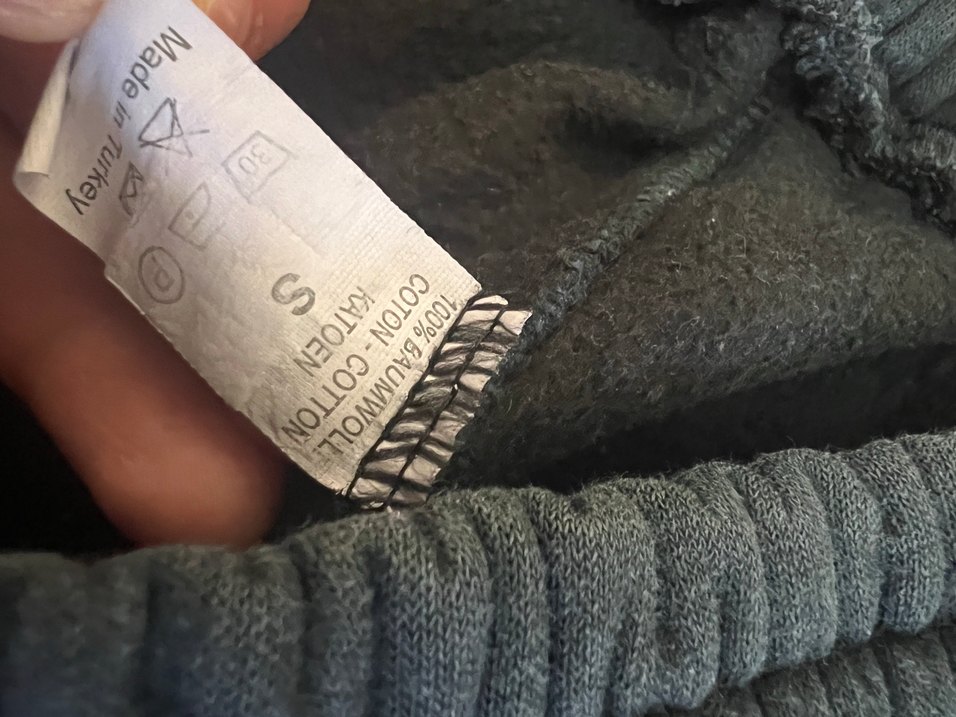 100% BAUMWOLL
COTON - COTTON
KATOEN
S
P
30
Made in Turkey